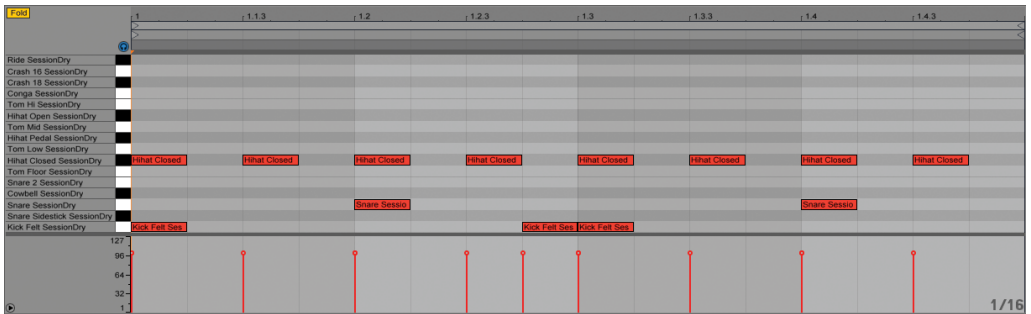 Fold
1 1.1.3 1.2 1.2.3 1.3 1.3.3 1.4 1.4.3
Ride SessionDry
Crash 16 SessionDry
Crash 18 SessionDry
Conga SessionDry
Tom Hi SessionDry
Hihat Open SessionDry
Tom Mid SessionDry
Hihat Pedal SessionDry
Tom Low SessionDry
Hihat Closed SessionDry Hihat Closed Hihat Closed Hihat Closed Hihat Closed Hihat Closed Hihat Closed Hihat Closed Hihat Closed
Tom Floor SessionDry
Snare 2 SessionDry
Cowbell SessionDry
Snare SessionDry Snare Sessio Snare Sessio
Snare Sidestick SessionDry
Kick Felt SessionDry Kick Felt Ses Kick Felt Ses Kick Felt Ses
127
96
64
32
1 1/16